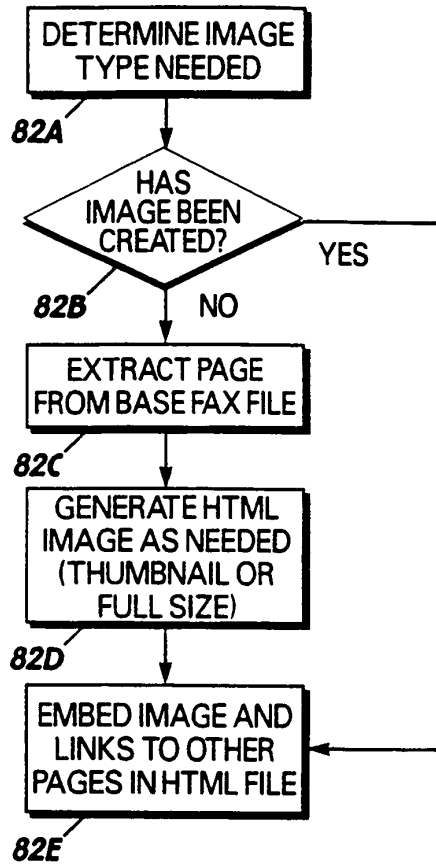 DETERMINE IMAGE
TYPE NEEDED
82A
HAS
IMAGE BEEN
CREATED?
YES
82B
NO
EXTRACT PAGE
FROM BASE FAX FILE
82C
GENERATE HTML
IMAGE AS NEEDED
(THUMBNAIL OR
FULL SIZE)
82D
EMBED IMAGE AND
LINKS TO OTHER
PAGES IN HTML FILE
82E